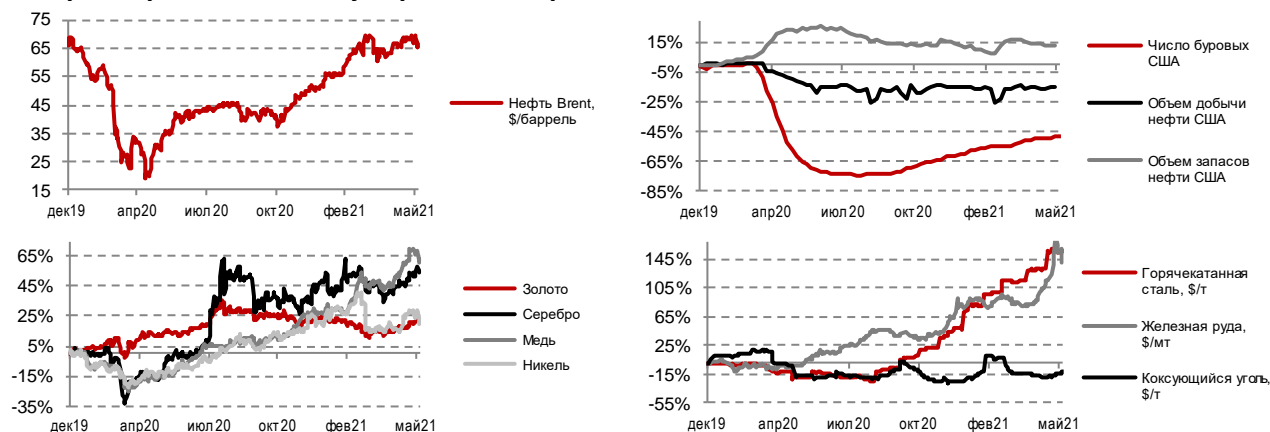 75
65
55
45
35
25
15
дек19
апр20
июл20
окт20
фев21
май21
Нефть Brent,
$/баррель
15%
-5%
-25%
-45%
-65%
-85%
дек19
апр20
июл20
окт20
фев21
май21
Число буровых
США
Объем добычи
нефти США
Объем запасов
нефти США
65%
45%
25%
5%
-15%
-35%
дек19
апр20
июл20
окт20
фев21
май21
Золото
Серебро
Медь
Никель
145%
105%
65%
25%
-15%
-55%
дек19
апр20
июл20
окт20
фев21
май21
Горячекатанная
сталь, $/т
Железная руда,
$/мт
Коксующийся уголь,
$/т